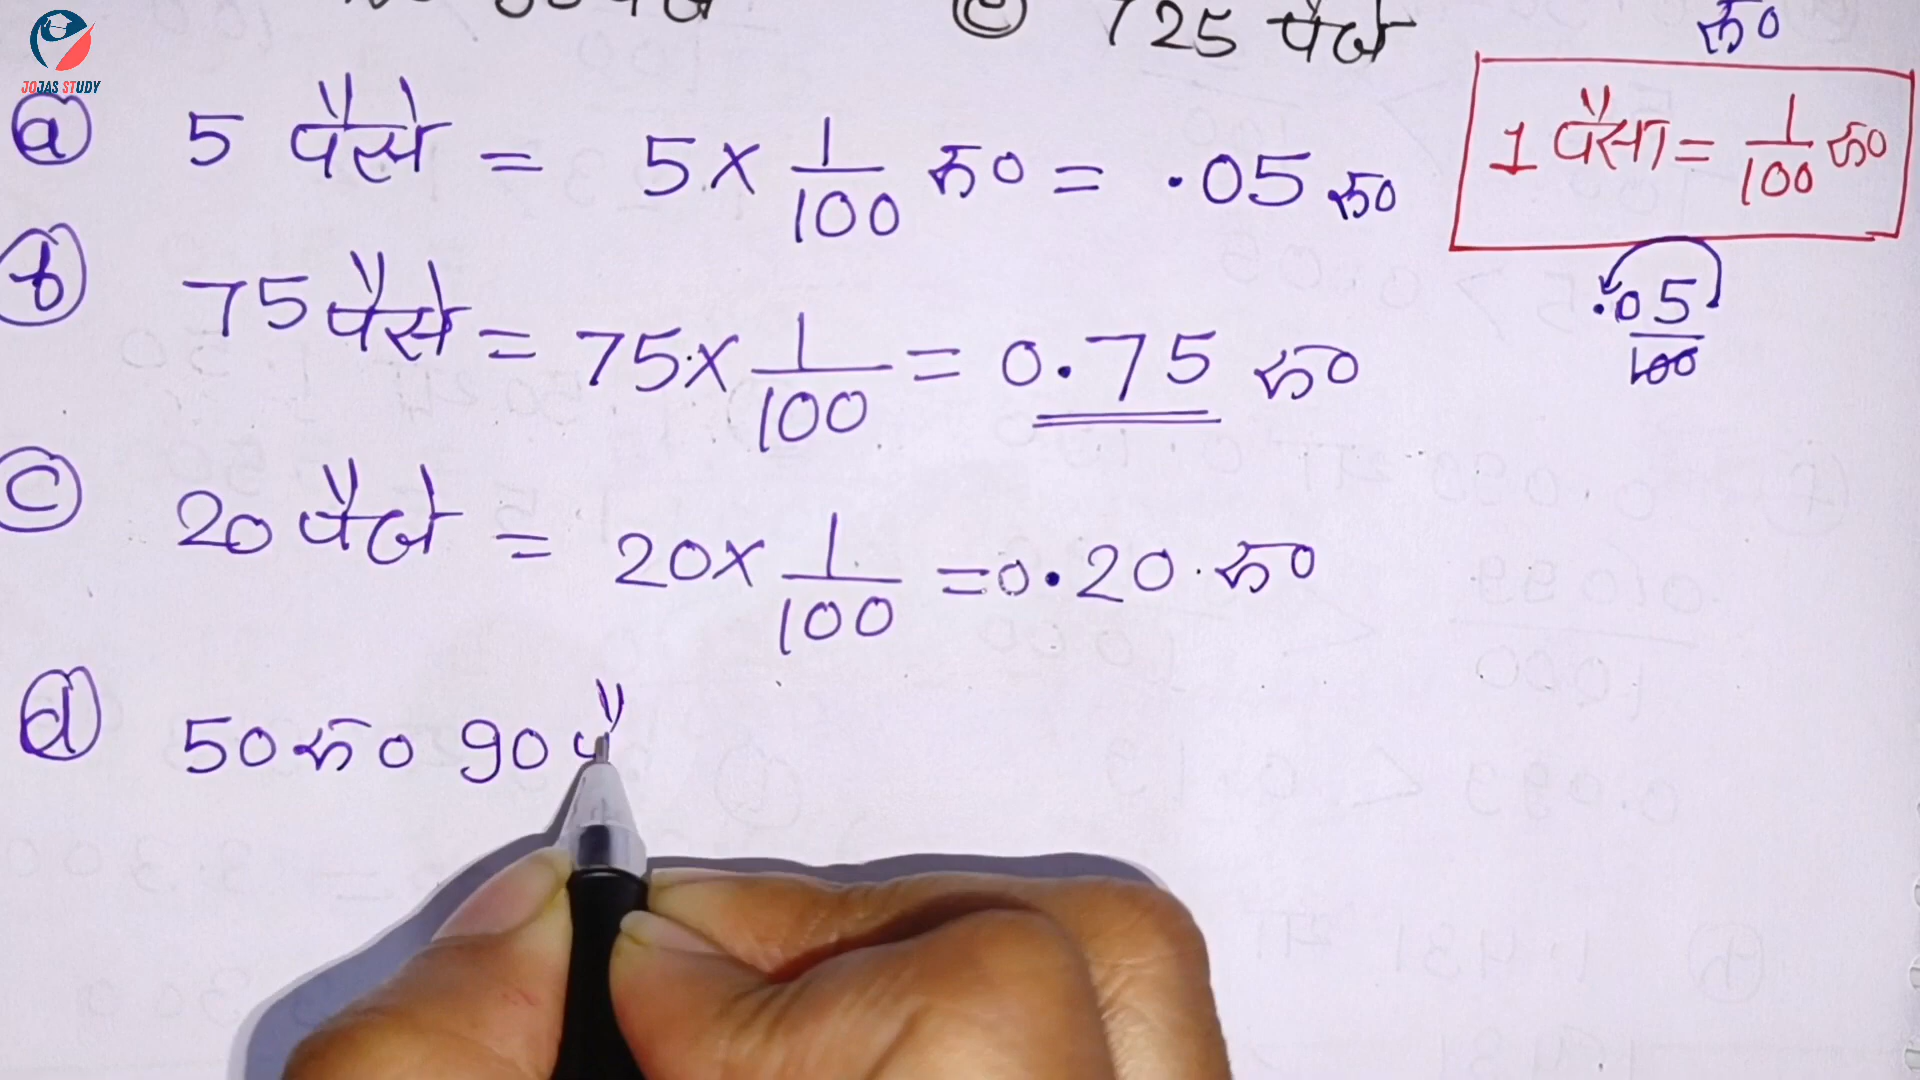 JOJAS STUDY
ⓔ 725 पैसे
रू०
1 पैसा = 1/100 रू०
ⓐ 5 पैसे = 5 × 1/100 रू० = .05 रू०
.05/100
ⓑ 75 पैसे = 75 × 1/100 = 0.75 रू०
ⓒ 20 पैसे = 20 × 1/100 = 0.20 रू०
ⓓ 50 रू० 90